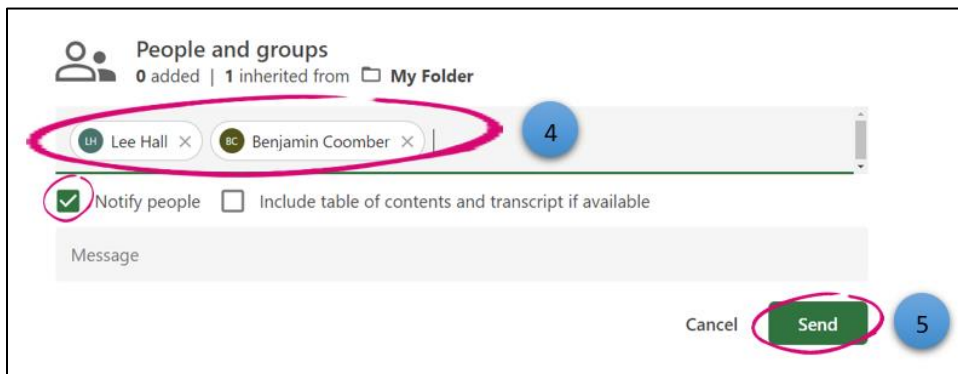 People and groups
0 added | 1 inherited from My Folder
LH Lee Hall × BC Benjamin Coomber × 4
Notify people Include table of contents and transcript if available
Message
Cancel Send 5